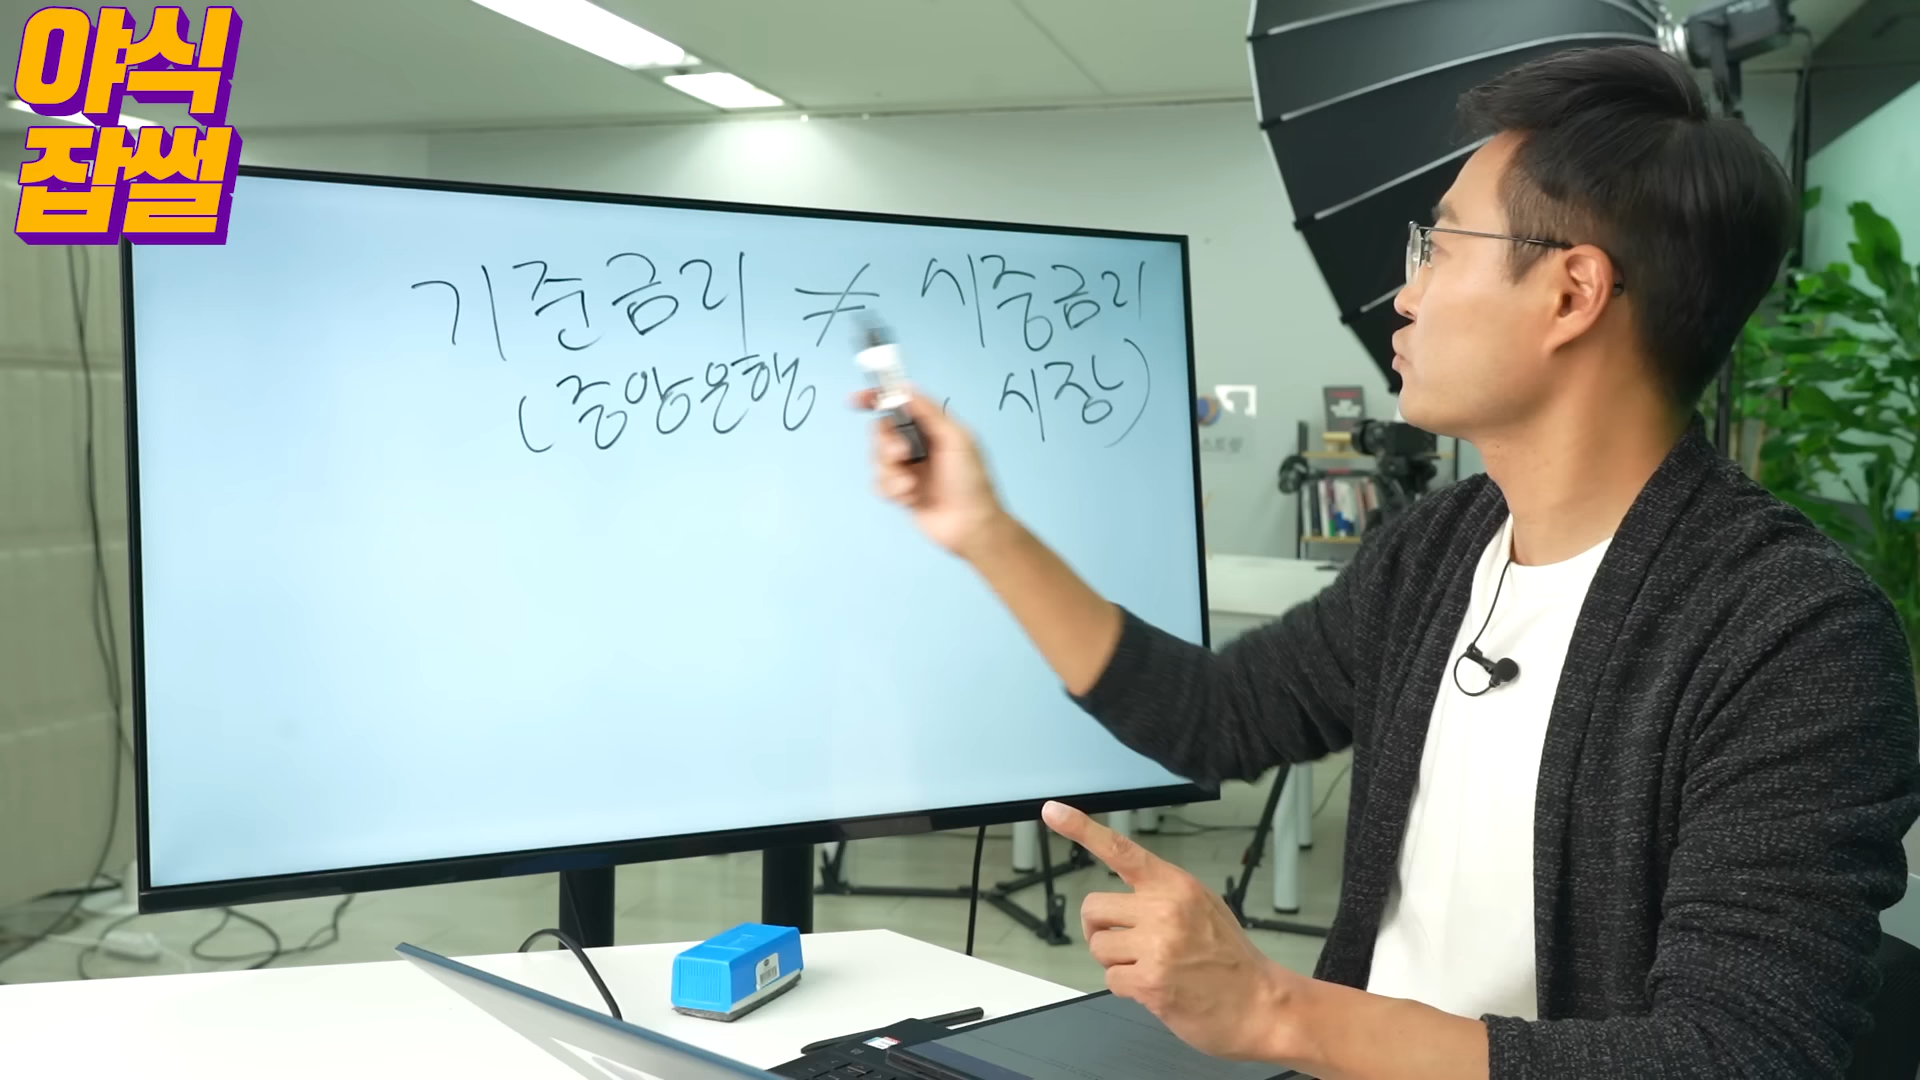 야식
잡썰
기준금리 ≠ 시중금리
(중앙은행 , 시장)